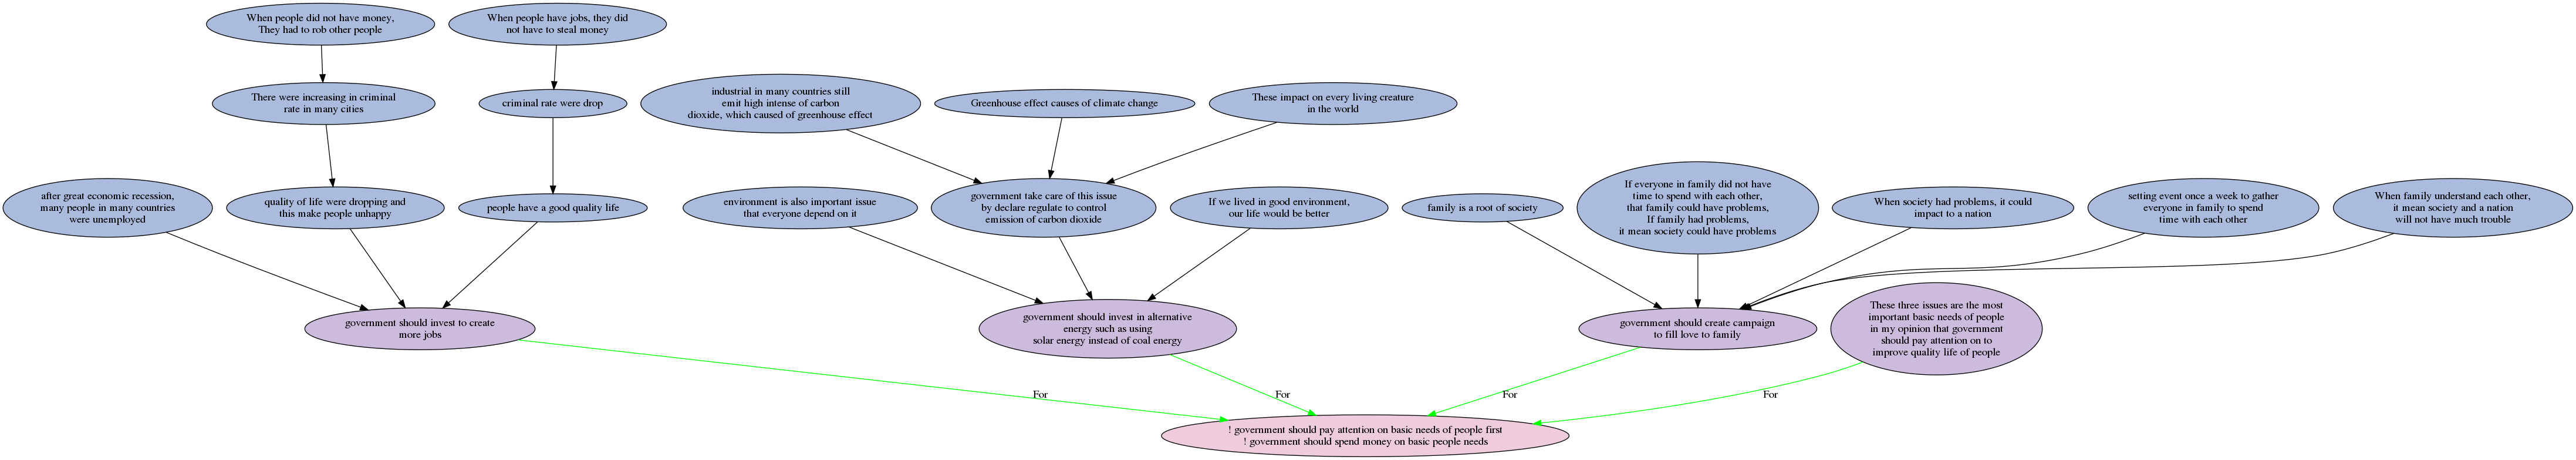 When people did not have money,
They had to rob other people
When people have jobs, they did
not have to steal money
There were increasing in criminal
rate in many cities
criminal rate were drop
industrial in many countries still
emit high intense of carbon
dioxide, which caused of greenhouse effect
Greenhouse effect causes of climate change
These impact on every living creature
in the world
after great economic recession,
many people in many countries
were unemployed
quality of life were dropping and
this make people unhappy
people have a good quality life
environment is also important issue
that everyone depend on it
government take care of this issue
by declare regulate to control
emission of carbon dioxide
If we lived in good environment,
our life would be better
family is a root of society
If everyone in family did not have
time to spend with each other,
that family could have problems,
If family had problems,
it mean society could have problems
When society had problems, it could
impact to a nation
setting event once a week to gather
everyone in family to spend
time with each other
When family understand each other,
it mean society and a nation
will not have much trouble
government should invest to create
more jobs
government should invest in alternative
energy such as using
solar energy instead of coal energy
government should create campaign
to fill love to family
These three issues are the most
important basic needs of people
in my opinion that government
should pay attention on to
improve quality life of people
For
For
For
For
! government should pay attention on basic needs of people first
! government should spend money on basic people needs